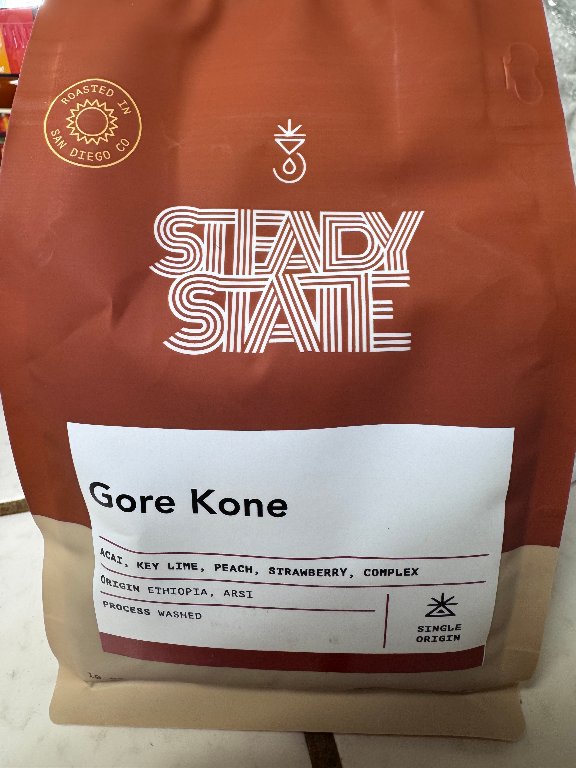 ROASTED IN
SAN DIEGO CO
STEADY
STATE
Gore Kone
ACAI, KEY LIME, PEACH, STRAWBERRY, COMPLEX
ORIGIN ETHIOPIA, ARSI
PROCESS WASHED
SINGLE
ORIGIN